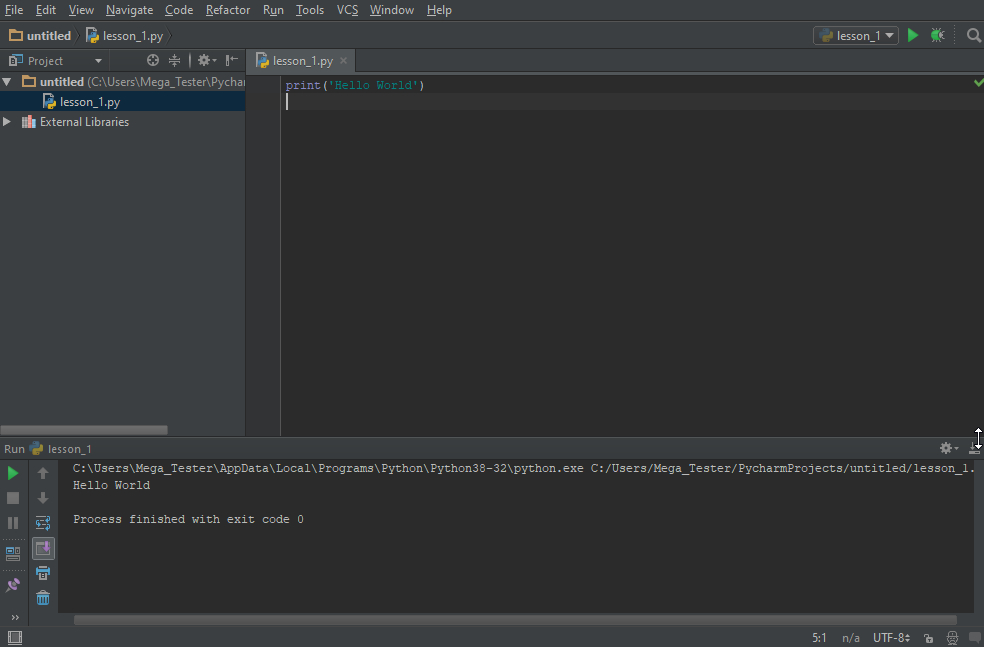 File Edit View Navigate Code Refactor Run Tools VCS Window Help
untitled lesson_1.py lesson_1
Project lesson_1.py
untitled (C:\Users\Mega_Tester\Pychar
lesson_1.py
External Libraries
print('Hello World')
Run lesson_1
C:\Users\Mega_Tester\AppData\Local\Programs\Python\Python38-32\python.exe C:/Users/Mega_Tester/PycharmProjects/untitled/lesson_1.
Hello World
Process finished with exit code 0
5:1 n/a UTF-8